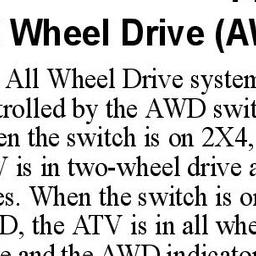 Wheel Drive (AW
All Wheel Drive system
trolled by the AWD swit
en the switch is on 2X4,
V is in two-wheel drive a
es. When the switch is on
D, the ATV is in all whe
e and the AWD indicator